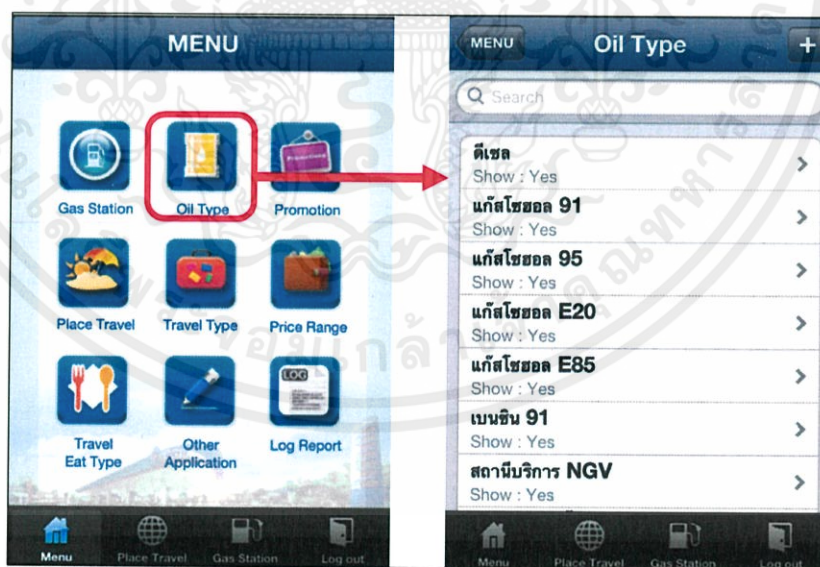 MENU
Gas Station
Oil Type
Promotion
Place Travel
Travel Type
Price Range
LOG
Travel
Eat Type
Other
Application
Log Report
Menu
Place Travel
Gas Station
Log out
MENU
Oil Type
+
Search
ดีเซล
Show : Yes
แก๊สโซฮอล 91
Show : Yes
แก๊สโซฮอล 95
Show : Yes
แก๊สโซฮอล E20
Show : Yes
แก๊สโซฮอล E85
Show : Yes
เบนซิน 91
Show : Yes
สถานีบริการ NGV
Show : Yes
Menu
Place Travel
Gas Station
Log out